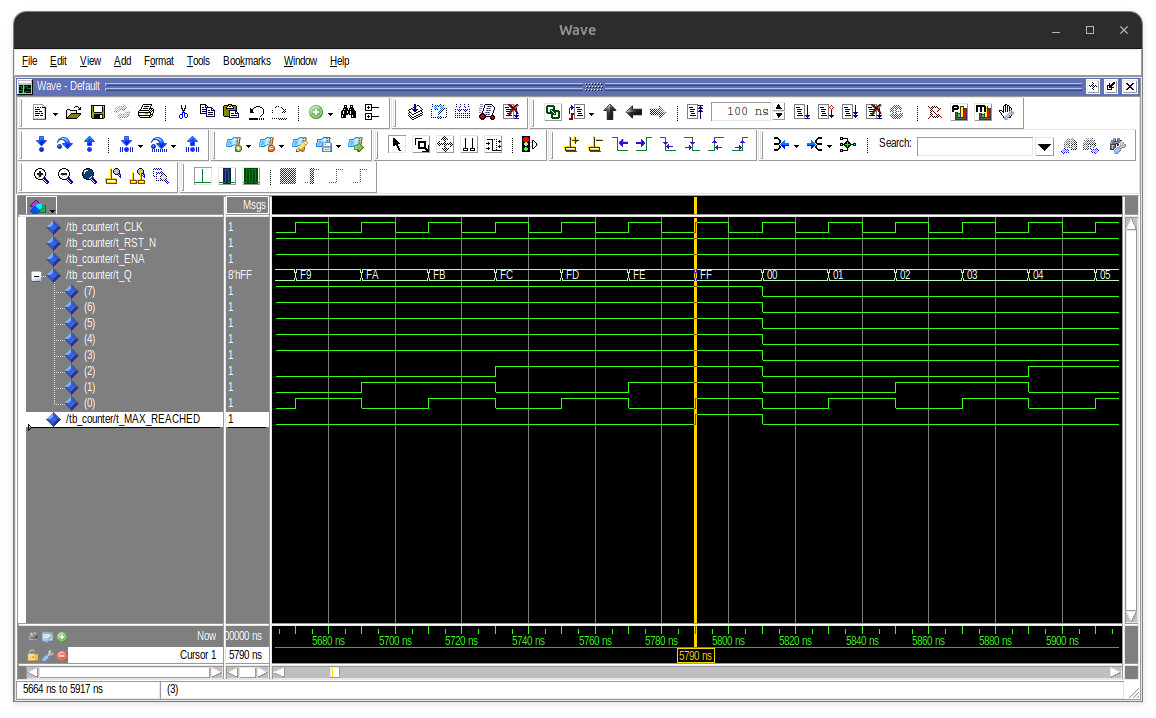 Wave
File Edit View Add Format Tools Bookmarks Window Help
Wave - Default
100 ns
Search:
Msgs
/tb_counter/t_CLK 1
/tb_counter/t_RST_N 1
/tb_counter/t_ENA 1
/tb_counter/t_Q 8'hFF F9 FA FB FC FD FE FF 00 01 02 03 04 05
(7) 1
(6) 1
(5) 1
(4) 1
(3) 1
(2) 1
(1) 1
(0) 1
/tb_counter/t_MAX_REACHED 1
Now 00000 ns 5680 ns 5700 ns 5720 ns 5740 ns 5760 ns 5780 ns 5800 ns 5820 ns 5840 ns 5860 ns 5880 ns 5900 ns
Cursor 1 5790 ns 5790 ns
5664 ns to 5917 ns (3)